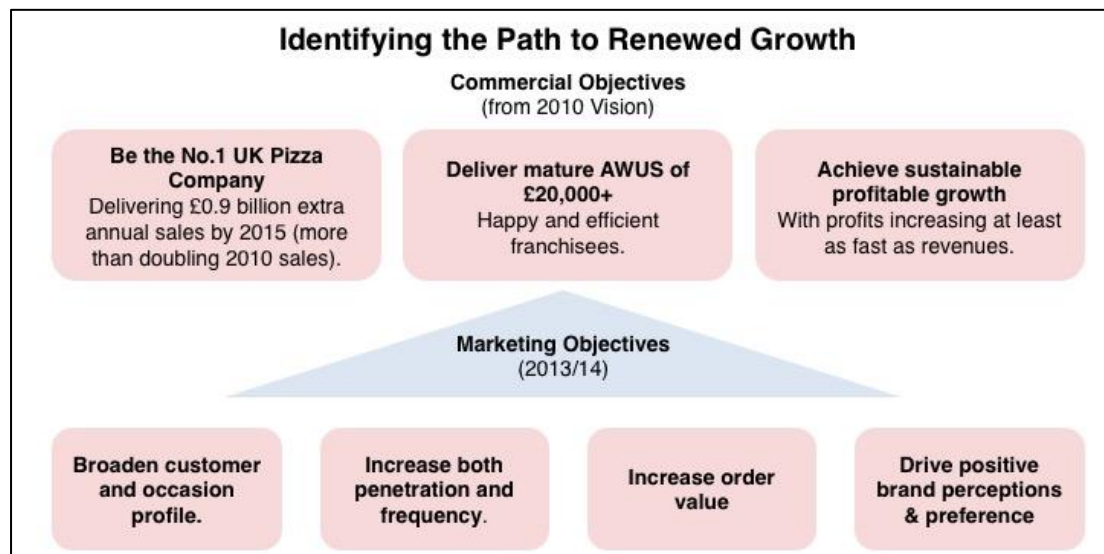 Identifying the Path to Renewed Growth
Commercial Objectives
(from 2010 Vision)
Be the No.1 UK Pizza
Company
Delivering £0.9 billion extra
annual sales by 2015 (more
than doubling 2010 sales).
Deliver mature AWUS of
£20,000+
Happy and efficient
franchisees.
Achieve sustainable
profitable growth
With profits increasing at least
as fast as revenues.
Marketing Objectives
(2013/14)
Broaden customer
and occasion
profile.
Increase both
penetration and
frequency.
Increase order
value
Drive positive
brand perceptions
& preference